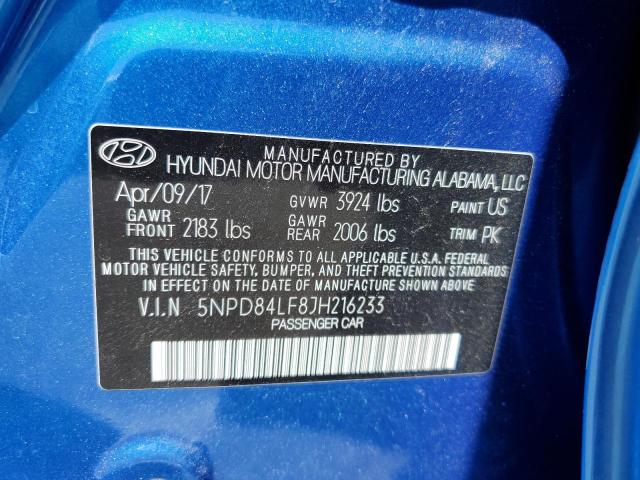 MANUFACTURED BY
HYUNDAI MOTOR MANUFACTURING ALABAMA, LLC
Apr/09/17 GVWR 3924 lbs PAINT US
GAWR FRONT 2183 lbs GAWR REAR 2006 lbs TRIM PK
THIS VEHICLE CONFORMS TO ALL APPLICABLE U.S.A. FEDERAL
MOTOR VEHICLE SAFETY, BUMPER, AND THEFT PREVENTION
STANDARDS IN EFFECT ON THE DATE OF MANUFACTURE SHOWN
ABOVE.
V.I.N 5NPD84LF8JH216233
PASSENGER CAR